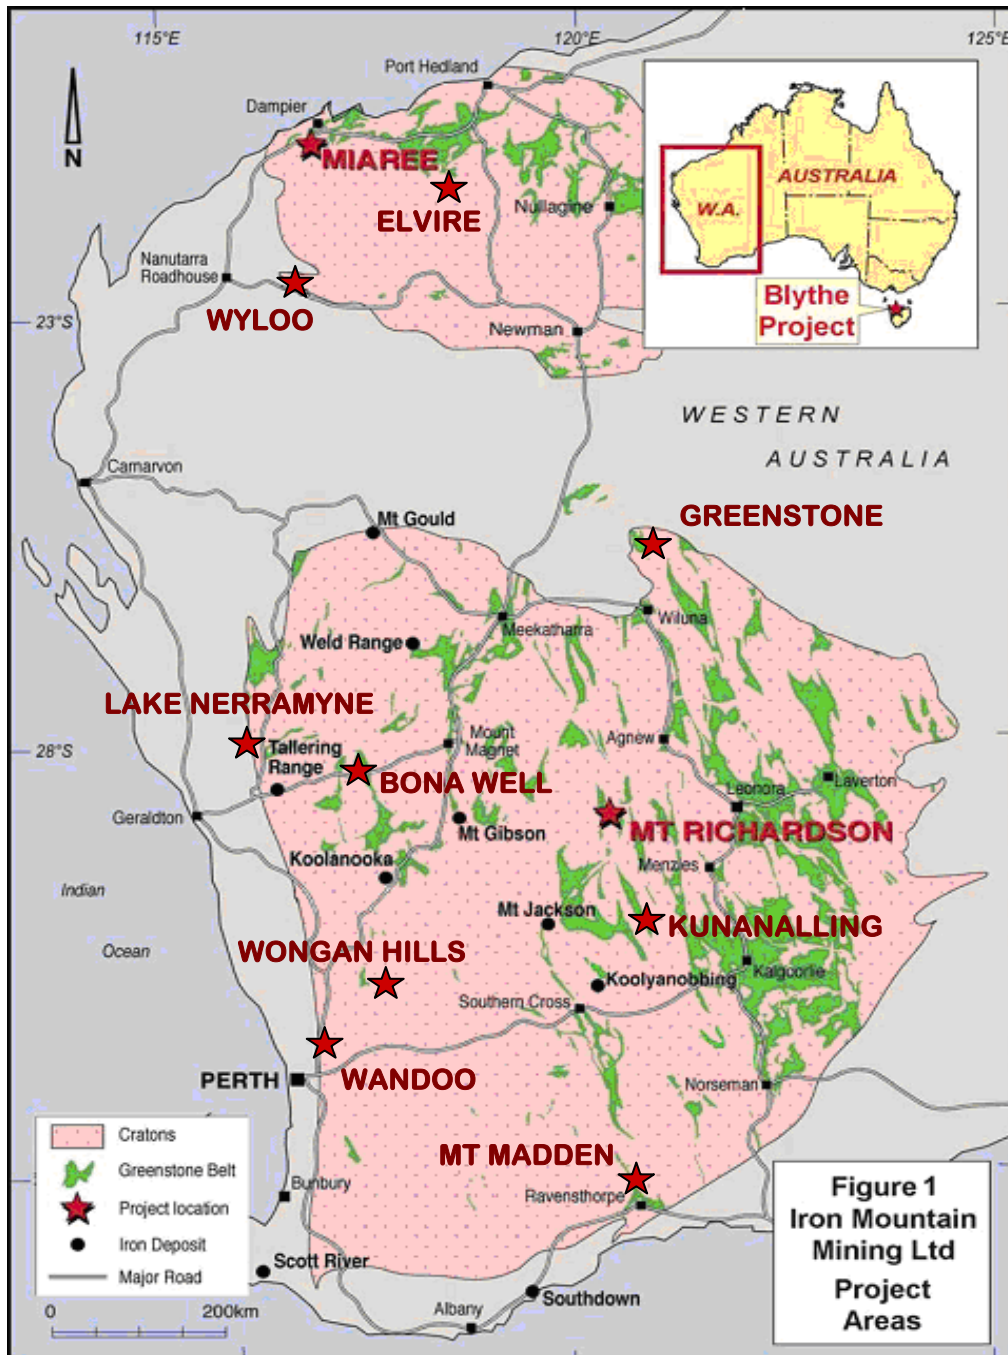 115°E
120°E
125°E
Port Hedland
Dampier
N
MIAREE
ELVIRE
Nullagine
AUSTRALIA
W.A.
Blythe
Project
Nanutarra
Roadhouse
WYLOO
23°S
Newman
WESTERN
AUSTRALIA
Carnarvon
Mt Gould
GREENSTONE
Meekatharra
Wiluna
Weld Range
LAKE NERRAMYNE
28°S
Tallering
Range
Mount
Magnet
Agnew
BONA WELL
Leonora
Laverton
Geraldton
Mt Gibson
MT RICHARDSON
Koolanooka
Menzies
Indian
Ocean
Mt Jackson
KUNANALLING
WONGAN HILLS
Kalgoorlie
Koolyanobbing
Southern Cross
WANDOO
PERTH
Norseman
MT MADDEN
Ravensthorpe
Bunbury
Scott River
Albany
Southdown
Cratons
Greenstone Belt
Project location
Iron Deposit
Major Road
0
200km
Figure 1
Iron Mountain
Mining Ltd
Project
Areas